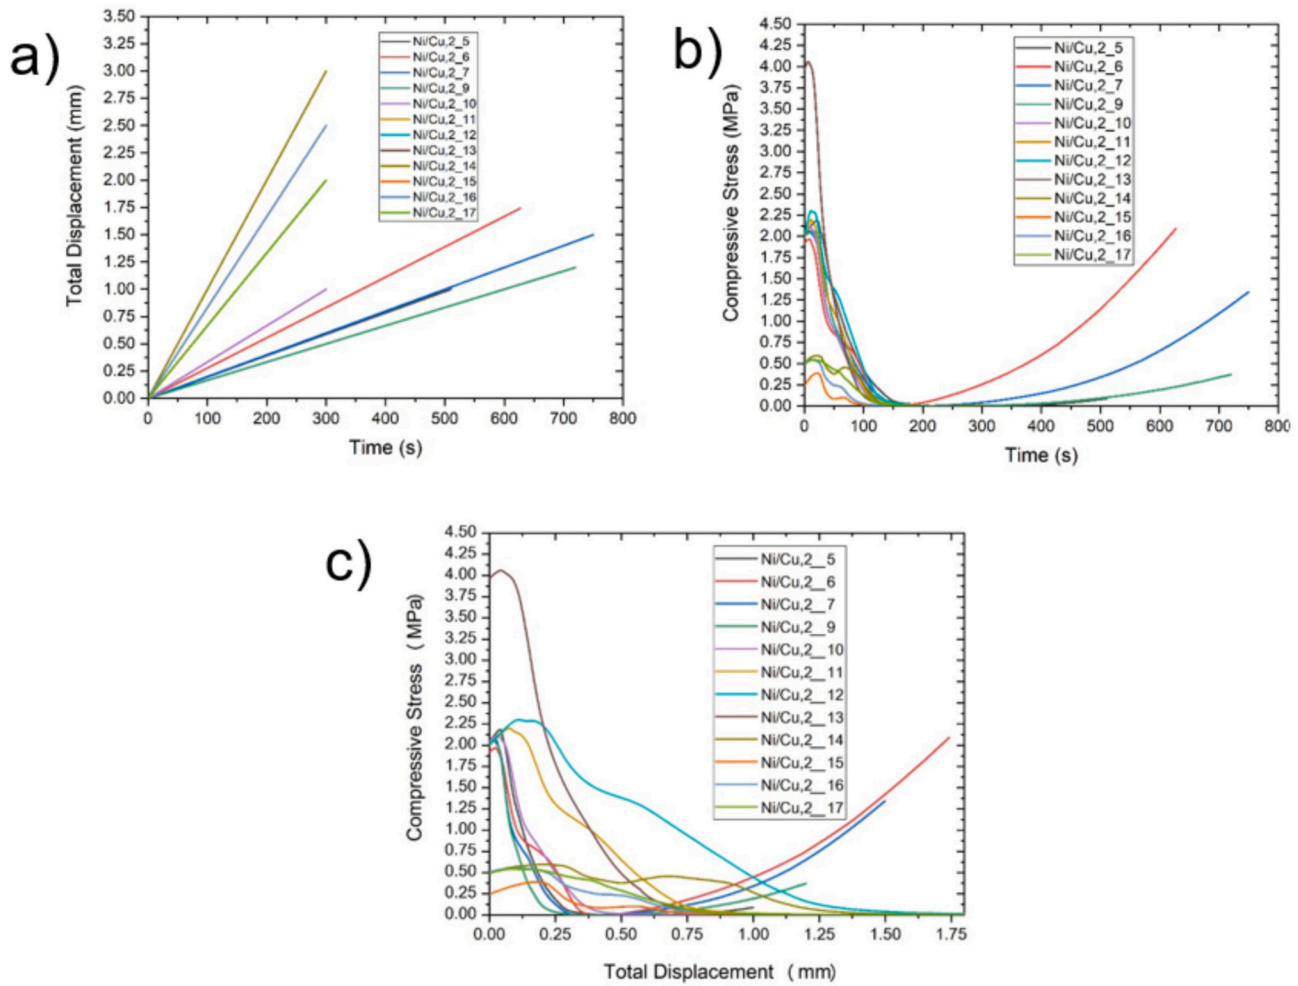 a)
3.50
3.25
3.00
2.75
2.50
2.25
2.00
1.75
1.50
1.25
1.00
0.75
0.50
0.25
0.00
Total Displacement (mm)
Ni/Cu,2_5
Ni/Cu,2_6
Ni/Cu,2_7
Ni/Cu,2_9
Ni/Cu,2_10
Ni/Cu,2_11
Ni/Cu,2_12
Ni/Cu,2_13
Ni/Cu,2_14
Ni/Cu,2_15
Ni/Cu,2_16
Ni/Cu,2_17
0 100 200 300 400 500 600 700 800
Time (s)
b)
4.50
4.25
4.00
3.75
3.50
3.25
3.00
2.75
2.50
2.25
2.00
1.75
1.50
1.25
1.00
0.75
0.50
0.25
0.00
Compressive Stress (MPa)
Ni/Cu,2_5
Ni/Cu,2_6
Ni/Cu,2_7
Ni/Cu,2_9
Ni/Cu,2_10
Ni/Cu,2_11
Ni/Cu,2_12
Ni/Cu,2_13
Ni/Cu,2_14
Ni/Cu,2_15
Ni/Cu,2_16
Ni/Cu,2_17
0 100 200 300 400 500 600 700 800
Time (s)
c)
4.50
4.25
4.00
3.75
3.50
3.25
3.00
2.75
2.50
2.25
2.00
1.75
1.50
1.25
1.00
0.75
0.50
0.25
0.00
Compressive Stress ( MPa)
Ni/Cu,2__5
Ni/Cu,2__6
Ni/Cu,2__7
Ni/Cu,2__9
Ni/Cu,2__10
Ni/Cu,2__11
Ni/Cu,2__12
Ni/Cu,2__13
Ni/Cu,2__14
Ni/Cu,2__15
Ni/Cu,2__16
Ni/Cu,2__17
0.00 0.25 0.50 0.75 1.00 1.25 1.50 1.75
Total Displacement ( mm)